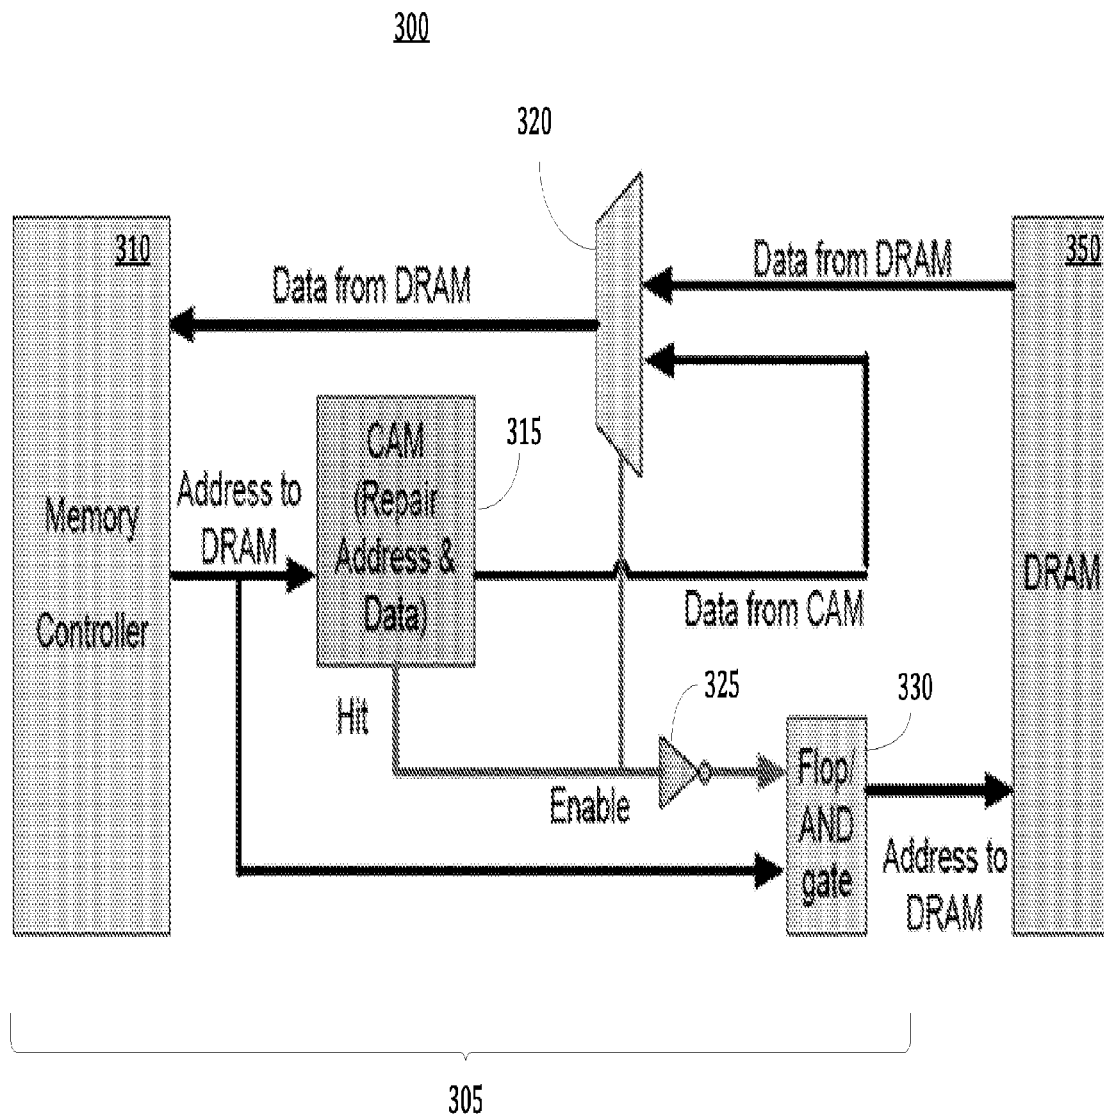 300
320
310
350
Data from DRAM
Data from DRAM
CAM
(Repair
Address &
Data)
315
Address to
DRAM
Memory
Controller
DRAM
Data from CAM
Hit
325
330
Enable
Flop/
AND
gate
Address to
DRAM
305